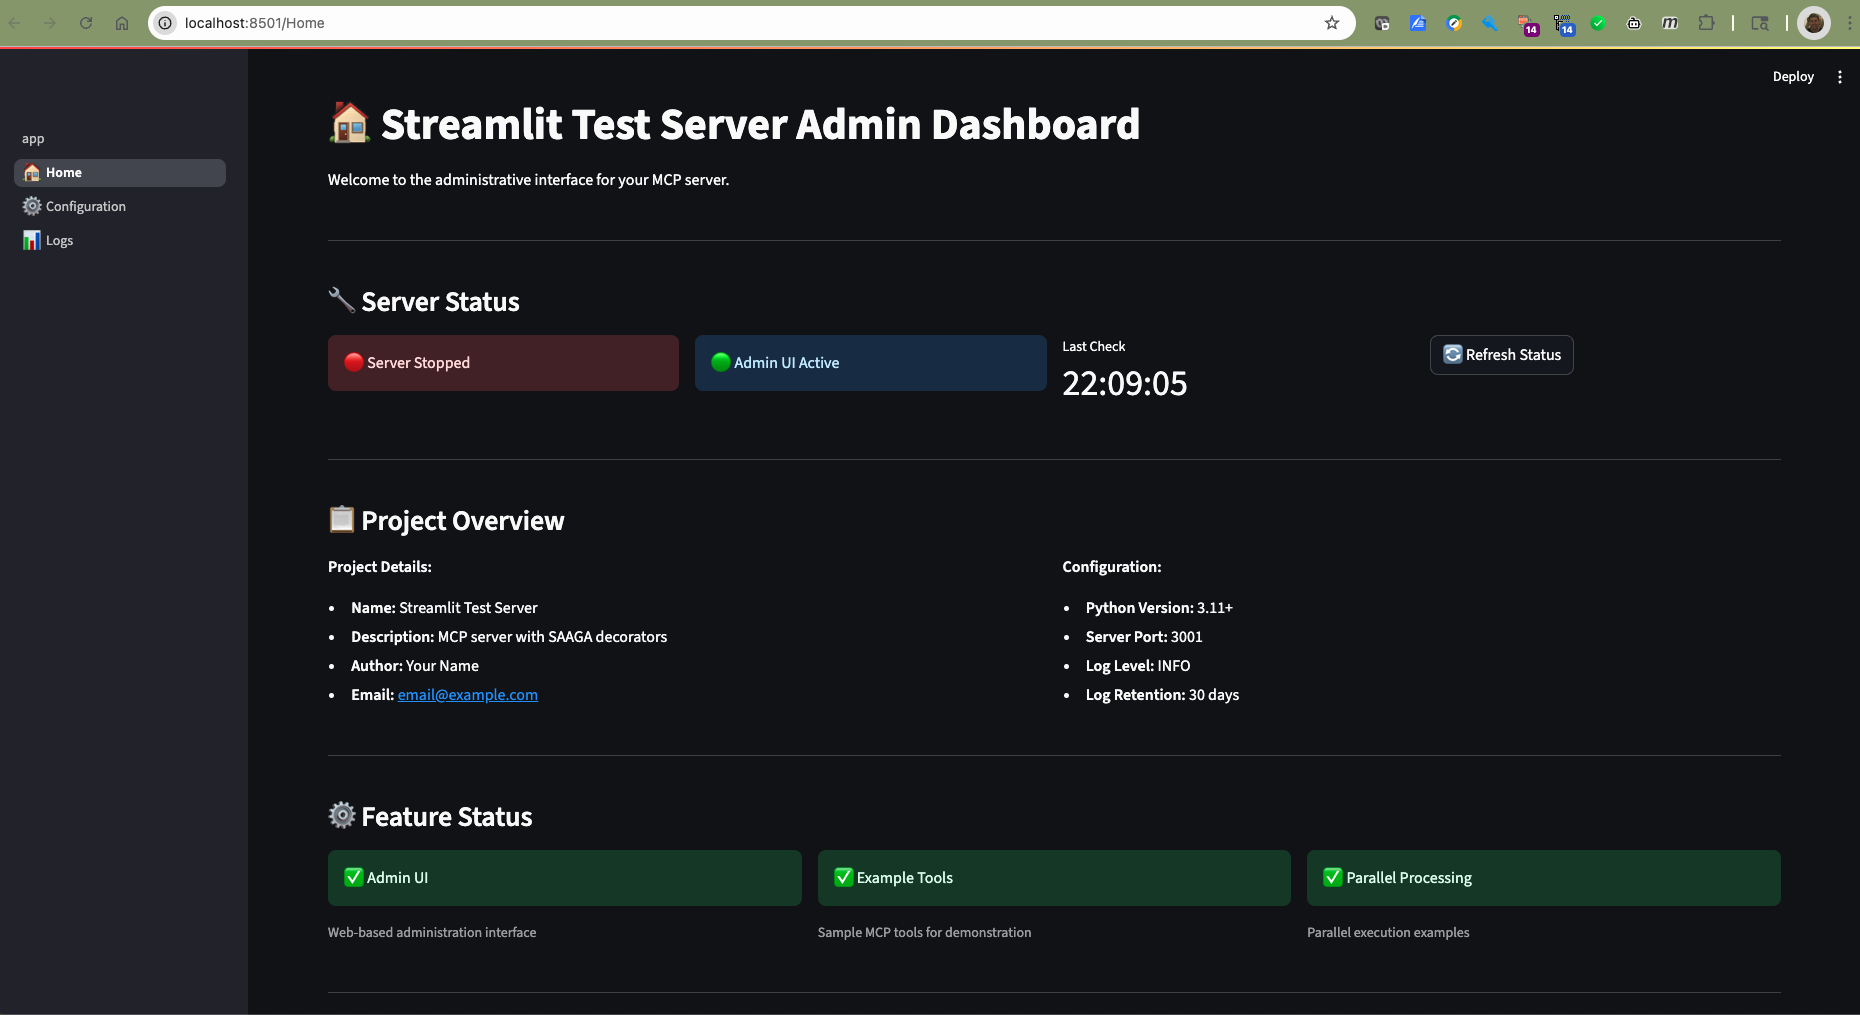 localhost:8501/Home
14
14
Deploy
app
Home
Configuration
Logs
Streamlit Test Server Admin Dashboard
Welcome to the administrative interface for your MCP server.
Server Status
Server Stopped
Admin UI Active
Last Check
22:09:05
Refresh Status
Project Overview
Project Details:
• Name: Streamlit Test Server
• Description: MCP server with SAAGA decorators
• Author: Your Name
• Email: email@example.com
Configuration:
• Python Version: 3.11+
• Server Port: 3001
• Log Level: INFO
• Log Retention: 30 days
Feature Status
Admin UI
Web-based administration interface
Example Tools
Sample MCP tools for demonstration
Parallel Processing
Parallel execution examples